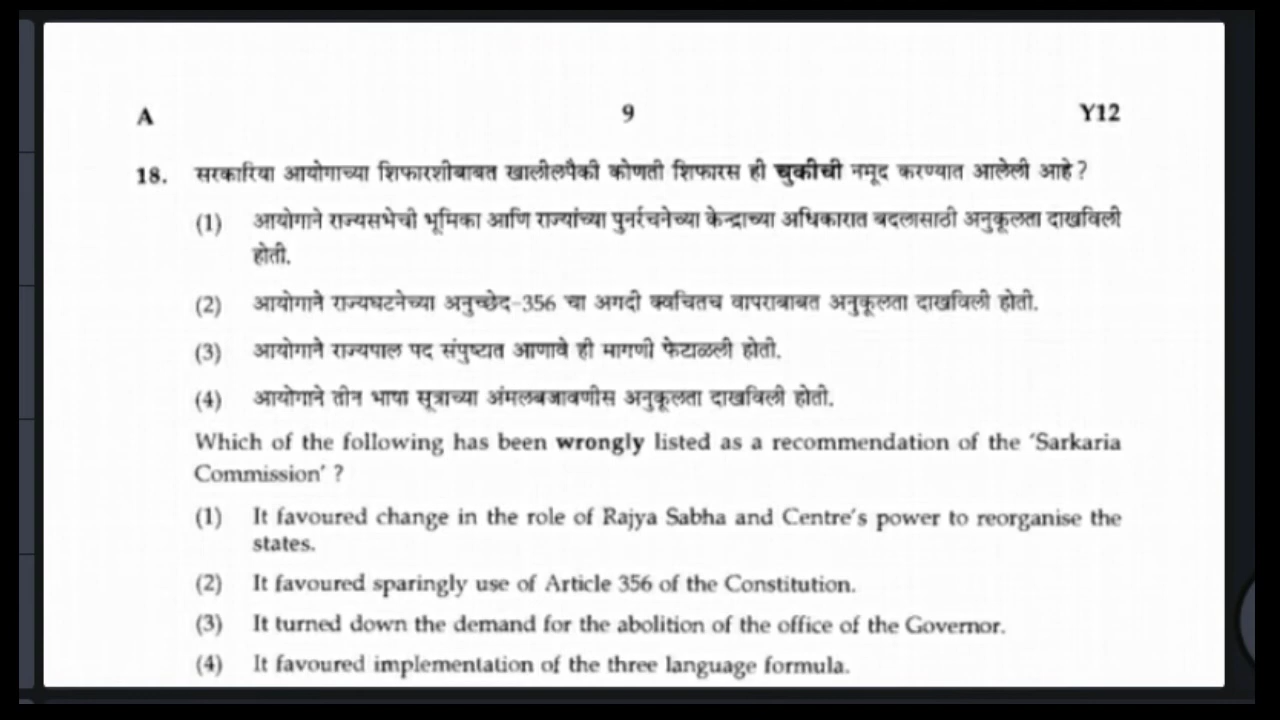 A 9 Y12
18. सरकारिया आयोगाच्या शिफारशीबाबत खालीलपैकी कोणती शिफारस ही चुकीची नमूद करण्यात आलेली आहे ?
(1) आयोगाने राज्यसभेची भूमिका आणि राज्यांच्या पुनर्रचनेच्या केन्द्राच्या अधिकारात बदलासाठी अनुकूलता दाखविली
होती.
(2) आयोगाने राज्यघटनेच्या अनुच्छेद-356 चा अगदी क्वचितच वापराबाबत अनुकूलता दाखविली होती.
(3) आयोगाने राज्यपाल पद संपुष्टात आणावे ही मागणी फेटाळली होती.
(4) आयोगाने तीन भाषा सूत्राच्या अंमलबजावणीस अनुकूलता दाखविली होती.
Which of the following has been wrongly listed as a recommendation of the 'Sarkaria
Commission' ?
(1) It favoured change in the role of Rajya Sabha and Centre's power to reorganise the
states.
(2) It favoured sparingly use of Article 356 of the Constitution.
(3) It turned down the demand for the abolition of the office of the Governor.
(4) It favoured implementation of the three language formula.